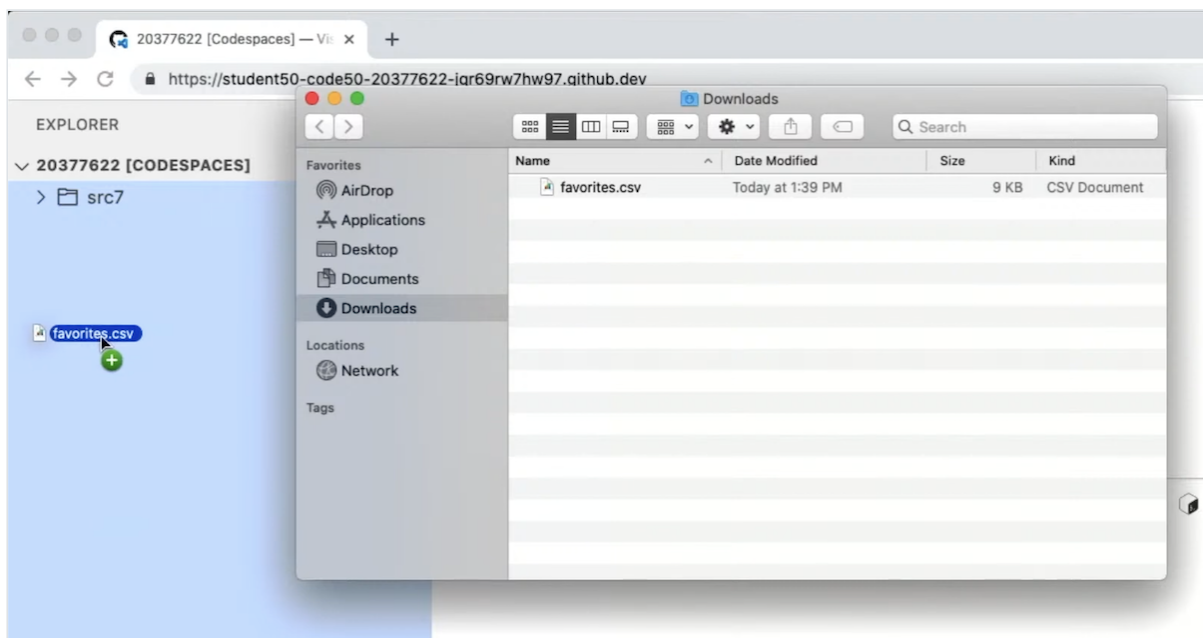 20377622 [Codespaces] — Vi
https://student50-code50-20377622-jqr69rw7hw97.github.dev
EXPLORER
20377622 [CODESPACES]
src7
favorites.csv
Downloads
Search
Favorites
AirDrop
Applications
Desktop
Documents
Downloads
Locations
Network
Tags
Name Date Modified Size Kind
favorites.csv Today at 1:39 PM 9 KB CSV Document